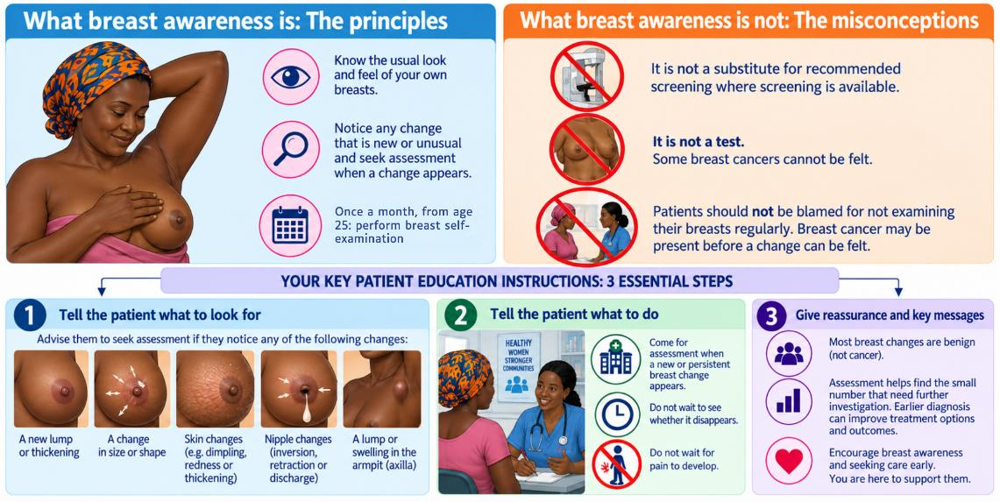 What breast awareness is: The principles
Know the usual look
and feel of your own
breasts.
Notice any change
that is new or unusual
and seek assessment
when a change appears.
Once a month, from age
25: perform breast self-
examination
What breast awareness is not: The misconceptions
It is not a substitute for recommended
screening where screening is available.
It is not a test.
Some breast cancers cannot be felt.
Patients should not be blamed for not examining
their breasts regularly. Breast cancer may be
present before a change can be felt.
YOUR KEY PATIENT EDUCATION INSTRUCTIONS: 3 ESSENTIAL STEPS
1 Tell the patient what to look for
Advise them to seek assessment if they notice any of the following changes:
A new lump
or thickening
A change
in size or shape
Skin changes
(e.g. dimpling,
redness or
thickening)
Nipple changes
(inversion,
retraction or
discharge)
A lump or
swelling in the
armpit (axilla)
2 Tell the patient what to do
HEALTHY
WOMEN
STRONGER
COMMUNITIES
Come for
assessment when
a new or persistent
breast change
appears.
Do not wait to see
whether it disappears.
Do not wait for
pain to develop.
3 Give reassurance and key messages
Most breast changes are benign
(not cancer).
Assessment helps find the small
number that need further
investigation. Earlier diagnosis
can improve treatment options
and outcomes.
Encourage breast awareness
and seeking care early.
You are here to support them.